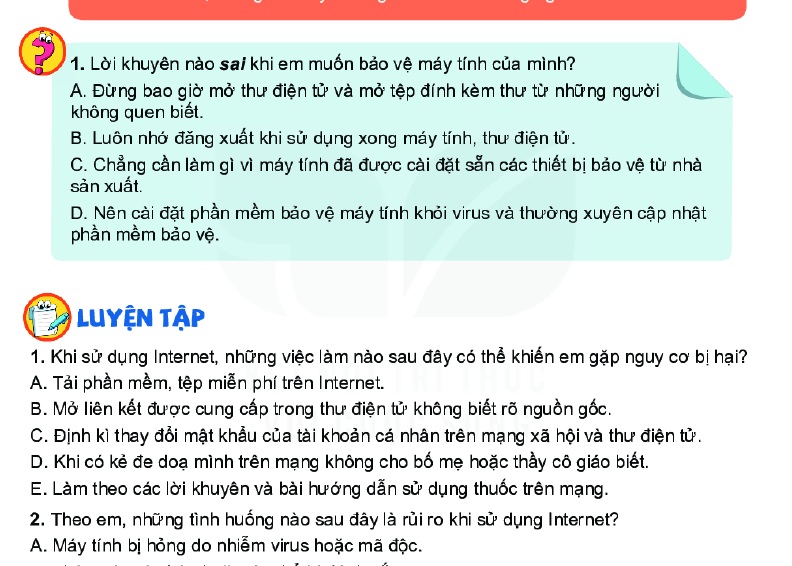 1. Lời khuyên nào sai khi em muốn bảo vệ máy tính của mình?
A. Đừng bao giờ mở thư điện tử và mở tệp đính kèm thư từ những người
không quen biết.
B. Luôn nhớ đăng xuất khi sử dụng xong máy tính, thư điện tử.
C. Chẳng cần làm gì vì máy tính đã được cài đặt sẵn các thiết bị bảo vệ từ nhà
sản xuất.
D. Nên cài đặt phần mềm bảo vệ máy tính khỏi virus và thường xuyên cập nhật
phần mềm bảo vệ.
LUYỆN TẬP
1. Khi sử dụng Internet, những việc làm nào sau đây có thể khiến em gặp nguy cơ bị hại?
A. Tải phần mềm, tệp miễn phí trên Internet.
B. Mở liên kết được cung cấp trong thư điện tử không biết rõ nguồn gốc.
C. Định kì thay đổi mật khẩu của tài khoản cá nhân trên mạng xã hội và thư điện tử.
D. Khi có kẻ đe doạ mình trên mạng không cho bố mẹ hoặc thầy cô giáo biết.
E. Làm theo các lời khuyên và bài hướng dẫn sử dụng thuốc trên mạng.
2. Theo em, những tình huống nào sau đây là rủi ro khi sử dụng Internet?
A. Máy tính bị hỏng do nhiễm virus hoặc mã độc.